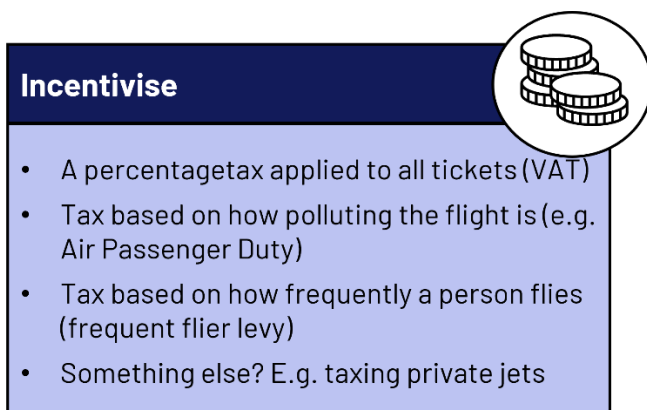 Incentivise
• A percentagetax applied to all tickets (VAT)
• Tax based on how polluting the flight is (e.g.
Air Passenger Duty)
• Tax based on how frequently a person flies
(frequent flier levy)
• Something else? E.g. taxing private jets